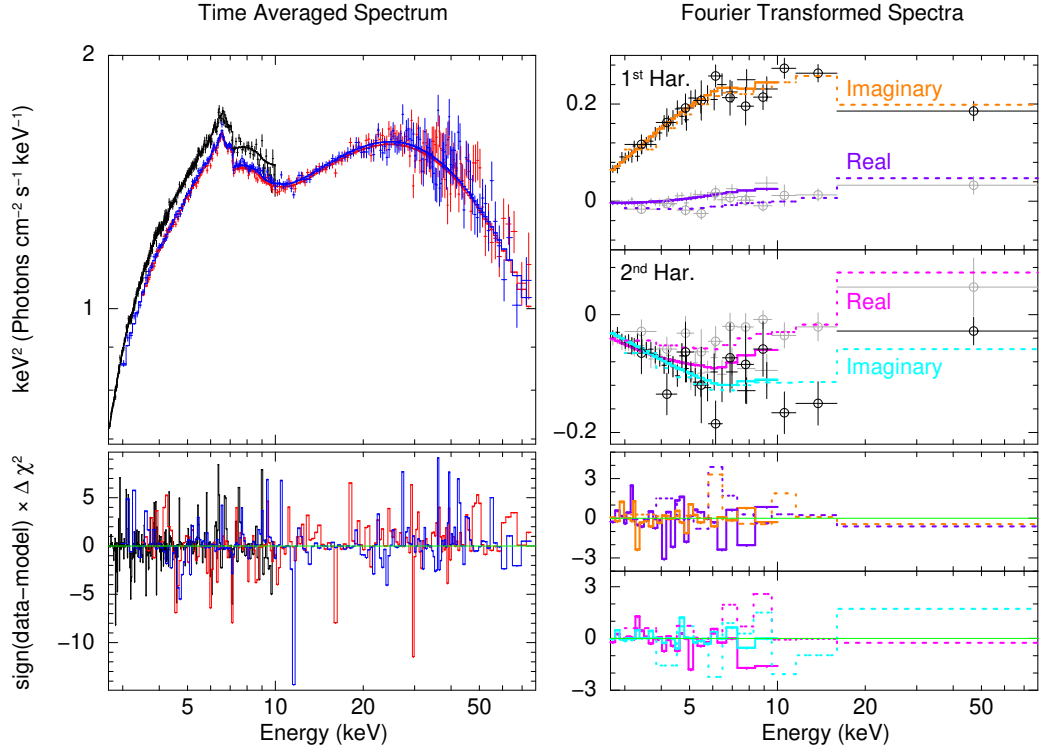 Time Averaged Spectrum
Fourier Transformed Spectra
keV² (Photons cm⁻² s⁻¹ keV⁻¹)
2
1
sign(data−model) × Δ χ²
5
0
−5
−10
5 10 20 50
Energy (keV)
1st Har.
Imaginary
Real
0.2
0
2nd Har.
Real
Imaginary
−0
−0.2
3
0
−3
3
0
−3
5 10 20 50
Energy (keV)